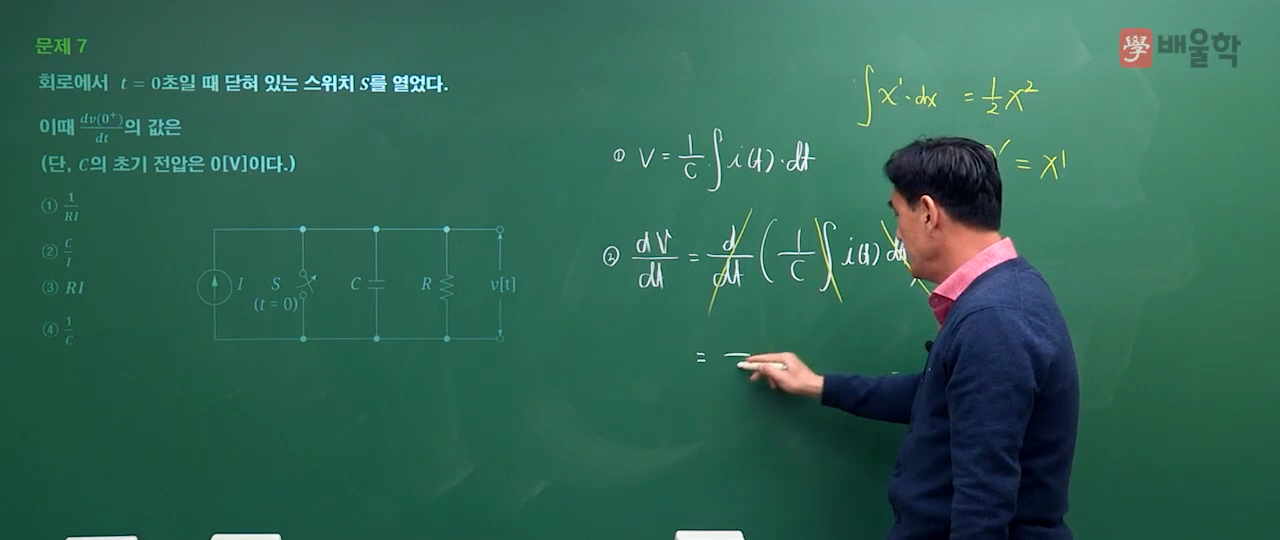 문제 7
회로에서 t = 0초일 때 닫혀 있는 스위치 S를 열었다.
이때 dv(0⁺)/dt의 값은
(단, C의 초기 전압은 0[V]이다.)
① 1/RI
② C/I
③ RI
④ 1/C
I
S
(t = 0)
C
R
v[t]
學 배울학
∫x¹·dx = ½x²
= x¹
① V = 1/C ∫ i(t)·dt
② dV/dt = d/dt (1/C ∫ i(t) dt
=